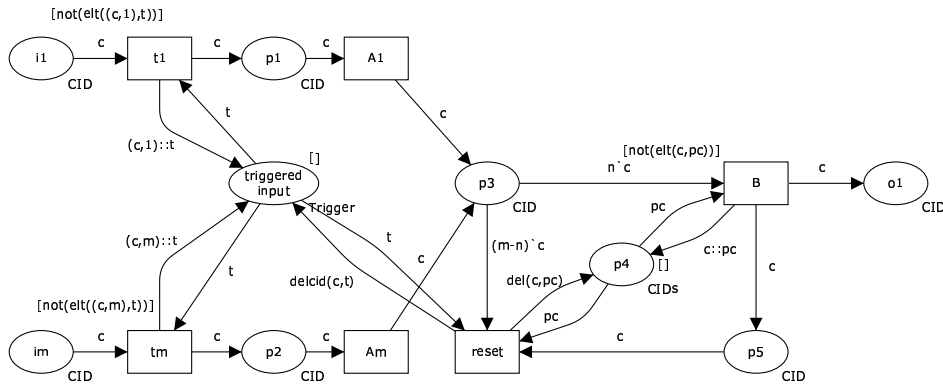 [not(elt((c,1),t))]
c
c
c
i1
t1
p1
A1
CID
CID
t
c
(c,1)::t
[]
[not(elt(c,pc))]
triggered
input
p3
n`c
B
c
o1
Trigger
CID
pc
CID
(c,m)::t
t
c
(m-n)`c
c::pc
t
delcid(c,t)
del(c,pc)
p4
[]
c
CIDs
[not(elt((c,m),t))]
pc
c
c
c
c
im
tm
p2
Am
reset
p5
CID
CID
CID